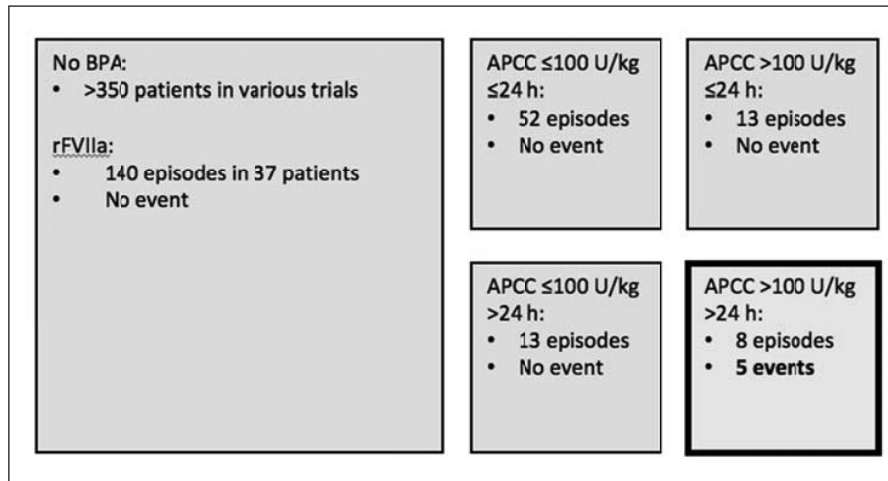 No BPA:
• >350 patients in various trials
rFVIIa:
• 140 episodes in 37 patients
• No event
APCC ≤100 U/kg
≤24 h:
• 52 episodes
• No event
APCC >100 U/kg
≤24 h:
• 13 episodes
• No event
APCC ≤100 U/kg
>24 h:
• 13 episodes
• No event
APCC >100 U/kg
>24 h:
• 8 episodes
• 5 events